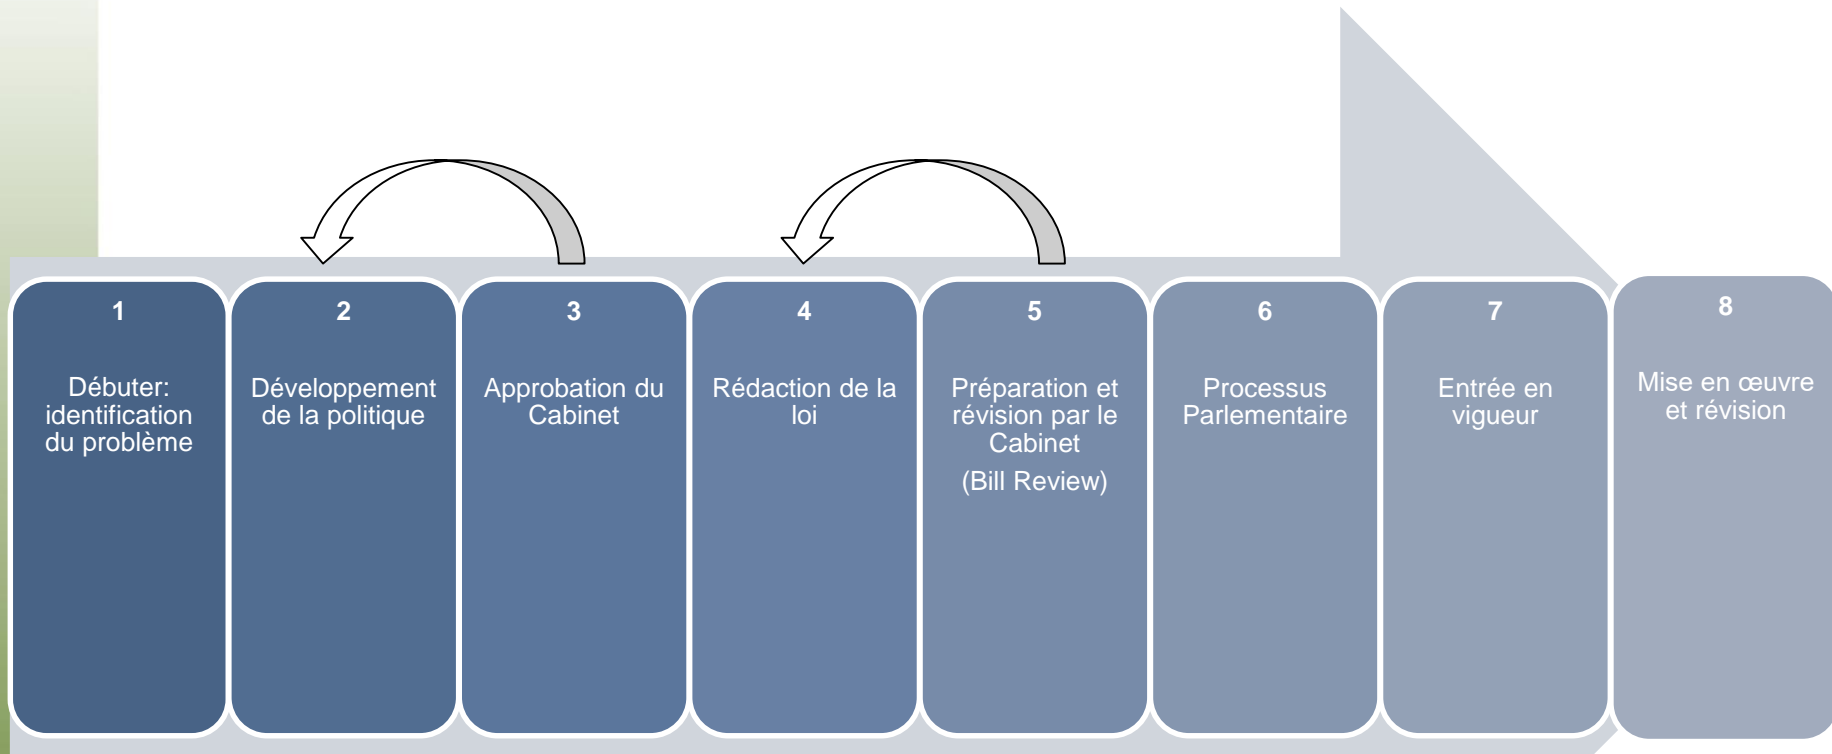 1
Débuter:
identification
du problème
2
Développement
de la politique
3
Approbation du
Cabinet
4
Rédaction de la
loi
5
Préparation et
révision par le
Cabinet
(Bill Review)
6
Processus
Parlementaire
7
Entrée en
vigueur
8
Mise en œuvre
et révision